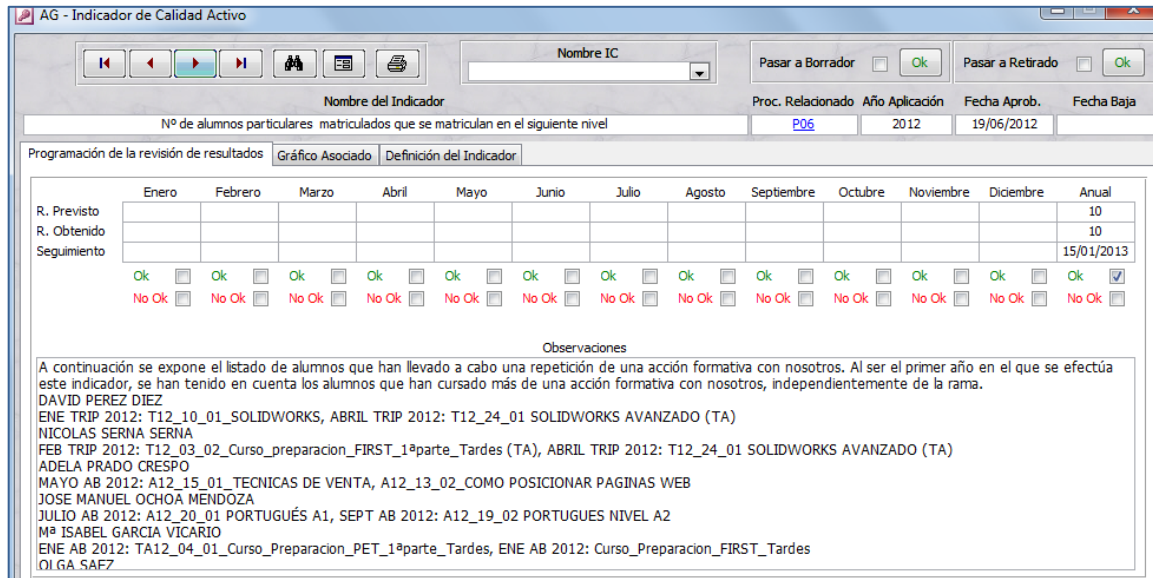 AG - Indicador de Calidad Activo
Nombre IC
Pasar a Borrador Ok Pasar a Retirado Ok
Nombre del Indicador Proc. Relacionado Año Aplicación Fecha Aprob. Fecha Baja
Nº de alumnos particulares matriculados que se matriculan en el siguiente nivel P06 2012 19/06/2012
Programación de la revisión de resultados Gráfico Asociado Definición del Indicador
Enero Febrero Marzo Abril Mayo Junio Julio Agosto Septiembre Octubre Noviembre Diciembre Anual
R. Previsto 10
R. Obtenido 10
Seguimiento 15/01/2013
Ok Ok Ok Ok Ok Ok Ok Ok Ok Ok Ok Ok Ok
No Ok No Ok No Ok No Ok No Ok No Ok No Ok No Ok No Ok No Ok No Ok No Ok No Ok
Observaciones
A continuación se expone el listado de alumnos que han llevado a cabo una repetición de una acción formativa con nosotros. Al ser el primer año en el que se efectúa
este indicador, se han tenido en cuenta los alumnos que han cursado más de una acción formativa con nosotros, independientemente de la rama.
DAVID PEREZ DIEZ
ENE TRIP 2012: T12_10_01_SOLIDWORKS, ABRIL TRIP 2012: T12_24_01 SOLIDWORKS AVANZADO (TA)
NICOLAS SERNA SERNA
FEB TRIP 2012: T12_03_02_Curso_preparacion_FIRST_1ªparte_Tardes (TA), ABRIL TRIP 2012: T12_24_01 SOLIDWORKS AVANZADO (TA)
ADELA PRADO CRESPO
MAYO AB 2012: A12_15_01_TECNICAS DE VENTA, A12_13_02_COMO POSICIONAR PAGINAS WEB
JOSE MANUEL OCHOA MENDOZA
JULIO AB 2012: A12_20_01 PORTUGUÉS A1, SEPT AB 2012: A12_19_02 PORTUGUES NIVEL A2
Mª ISABEL GARCIA VICARIO
ENE AB 2012: TA12_04_01_Curso_Preparacion_PET_1ªparte_Tardes, ENE AB 2012: Curso_Preparacion_FIRST_Tardes
OLGA SAEZ